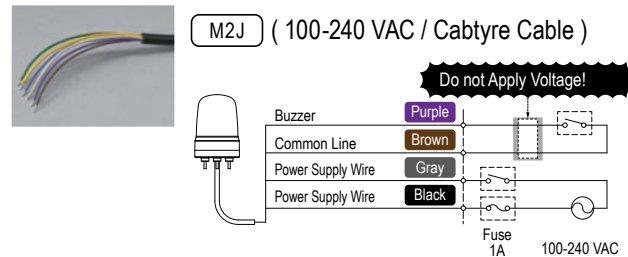 M2J ( 100-240 VAC / Cabtyre Cable )
Do not Apply Voltage!
Buzzer Purple
Common Line Brown
Power Supply Wire Gray
Power Supply Wire Black
Fuse
1A 100-240 VAC